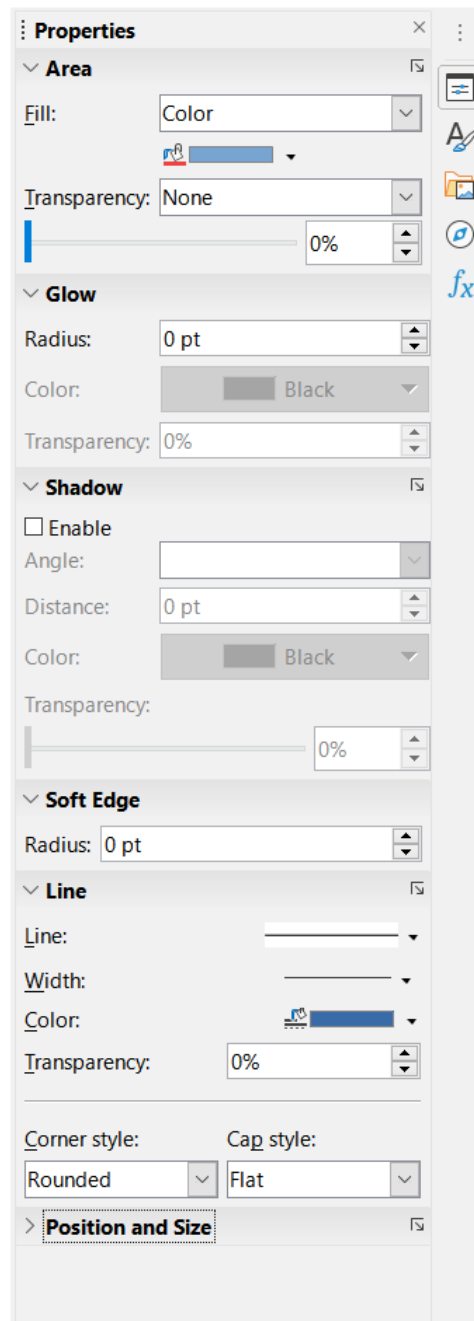 Properties
Area
Fill: Color
Transparency: None
0%
Glow
Radius: 0 pt
Color: Black
Transparency: 0%
Shadow
Enable
Angle:
Distance: 0 pt
Color: Black
Transparency:
0%
Soft Edge
Radius: 0 pt
Line
Line:
Width:
Color:
Transparency: 0%
Corner style: Cap style:
Rounded Flat
Position and Size